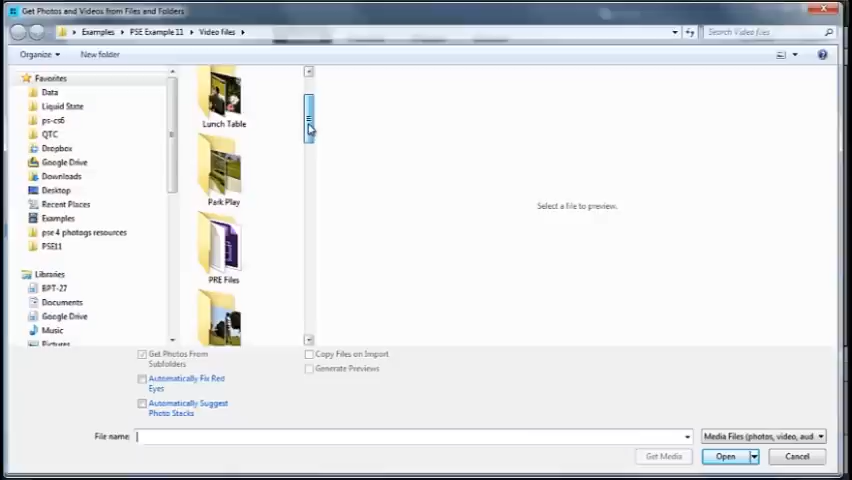 Get Photos and Videos from Files and Folders
Examples ▸ PSE Example 11 ▸ Video files ▸
Search Video files
Organize
New folder
Favorites
Data
Liquid State
ps-cs6
QTC
Dropbox
Google Drive
Downloads
Desktop
Recent Places
Examples
pse 4 photogs resources
PSE11
Libraries
BPT-27
Documents
Google Drive
Music
Pictures
Lunch Table
Park Play
PRE Files
Select a file to preview.
Get Photos From
Subfolders
Automatically Fix Red
Eyes
Automatically Suggest
Photo Stacks
Copy Files on Import
Generate Previews
File name:
Media Files (photos, video, aud
Get Media
Open
Cancel